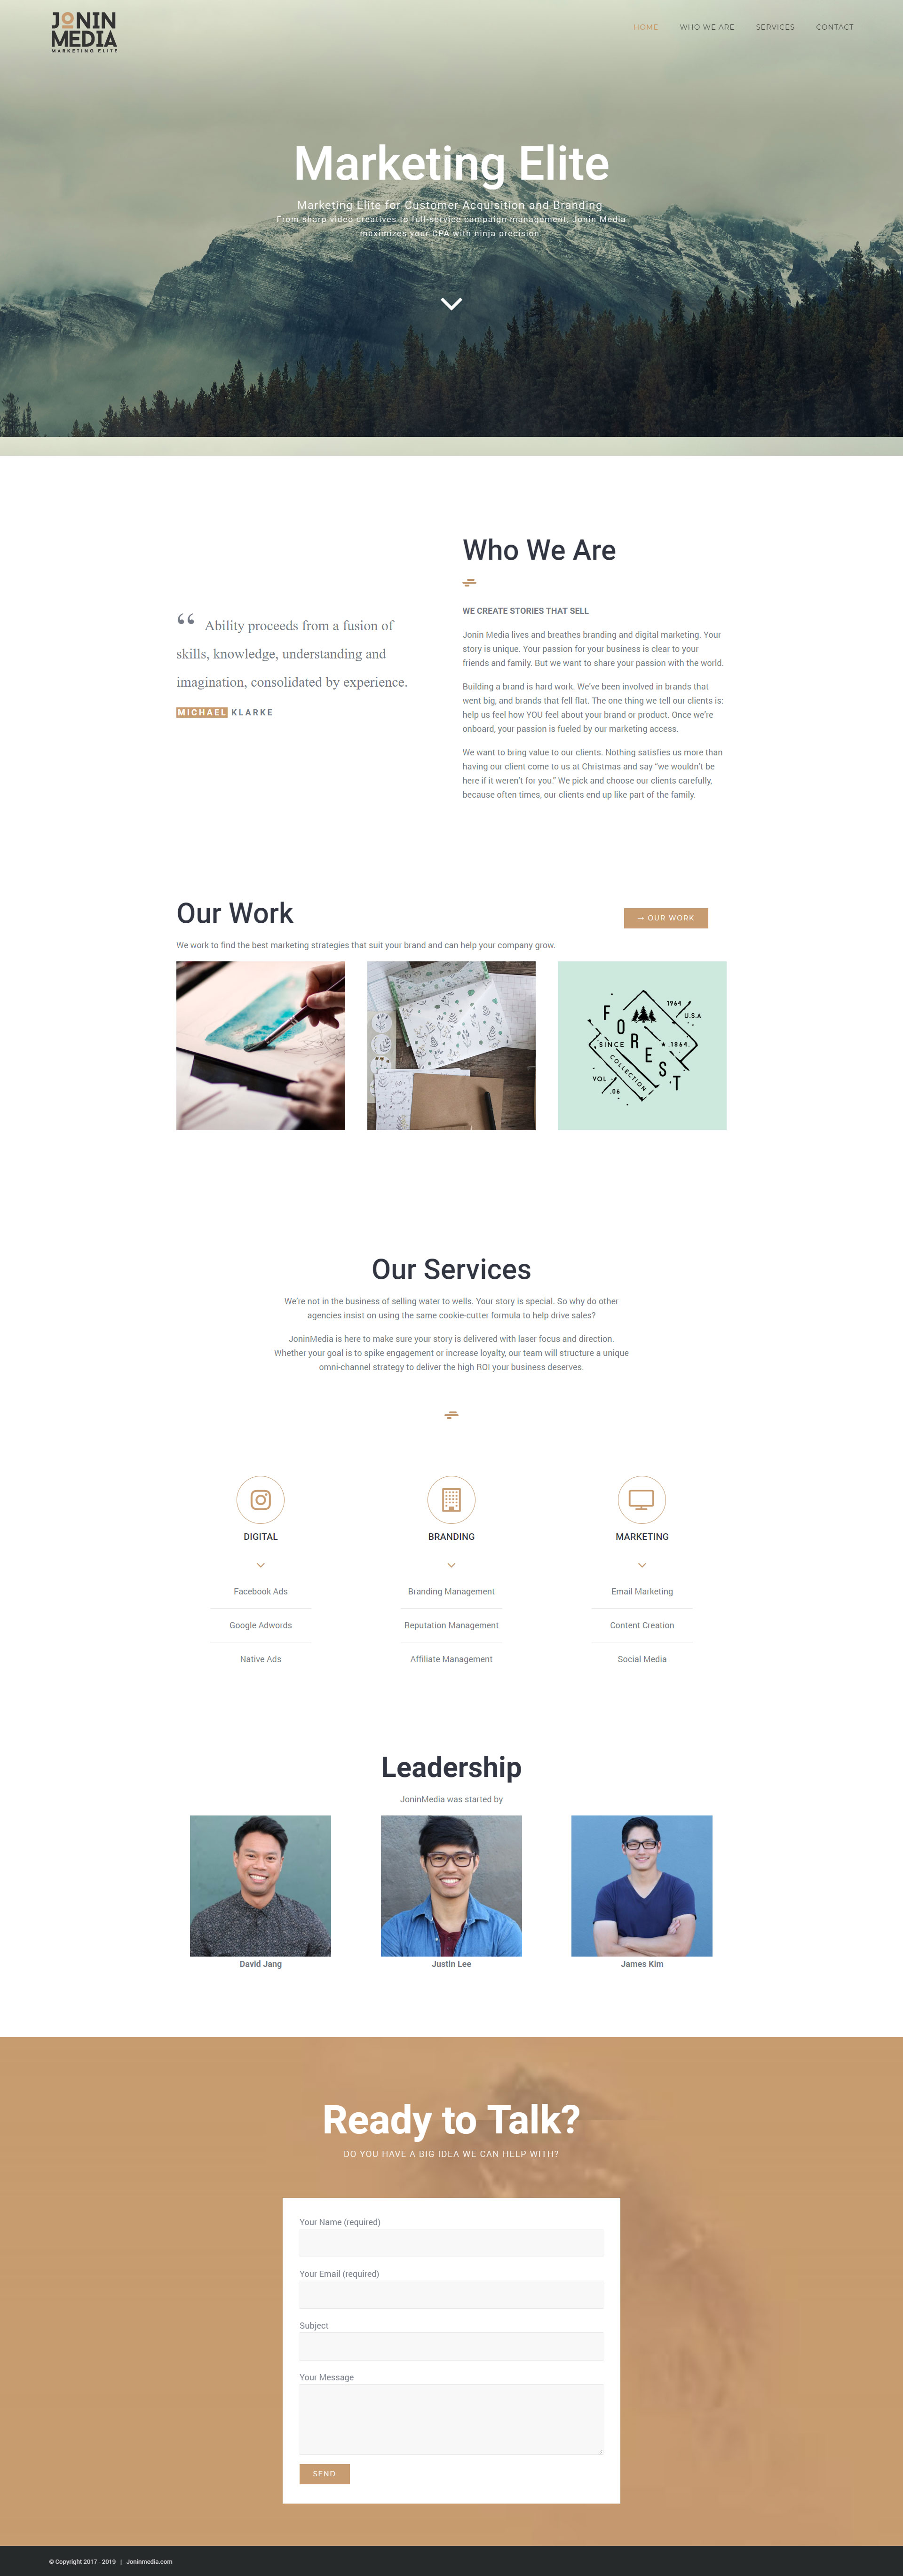 JONIN
MEDIA
MARKETING ELITE
HOME
WHO WE ARE
SERVICES
CONTACT
Marketing Elite
Marketing Elite for Customer Acquisition and Branding
From sharp video creatives to full-service campaign management, Jonin Media
maximizes your CPA with ninja precision.
“ Ability proceeds from a fusion of
skills, knowledge, understanding and
imagination, consolidated by experience.
MICHAEL KLARKE
Who We Are
WE CREATE STORIES THAT SELL
Jonin Media lives and breathes branding and digital marketing. Your
story is unique. Your passion for your business is clear to your
friends and family. But we want to share your passion with the world.
Building a brand is hard work. We've been involved in brands that
went big, and brands that fell flat. The one thing we tell our clients is:
help us feel how YOU feel about your brand or product. Once we're
onboard, your passion is fueled by our marketing access.
We want to bring value to our clients. Nothing satisfies us more than
having our client come to us at Christmas and say “we wouldn't be
here if it weren't for you.” We pick and choose our clients carefully,
because often times, our clients end up like part of the family.
Our Work
→ OUR WORK
We work to find the best marketing strategies that suit your brand and can help your company grow.
1964
U.S.A
FOREST
SINCE
.1864.
COLLECTION
VOL
.06
Our Services
We're not in the business of selling water to wells. Your story is special. So why do other
agencies insist on using the same cookie-cutter formula to help drive sales?
JoninMedia is here to make sure your story is delivered with laser focus and direction.
Whether your goal is to spike engagement or increase loyalty, our team will structure a unique
omni-channel strategy to deliver the high ROI your business deserves.
DIGITAL
Facebook Ads
Google Adwords
Native Ads
BRANDING
Branding Management
Reputation Management
Affiliate Management
MARKETING
Email Marketing
Content Creation
Social Media
Leadership
JoninMedia was started by
David Jang
Justin Lee
James Kim
Ready to Talk?
DO YOU HAVE A BIG IDEA WE CAN HELP WITH?
Your Name (required)
Your Email (required)
Subject
Your Message
SEND
© Copyright 2017 - 2019 | Joninmedia.com